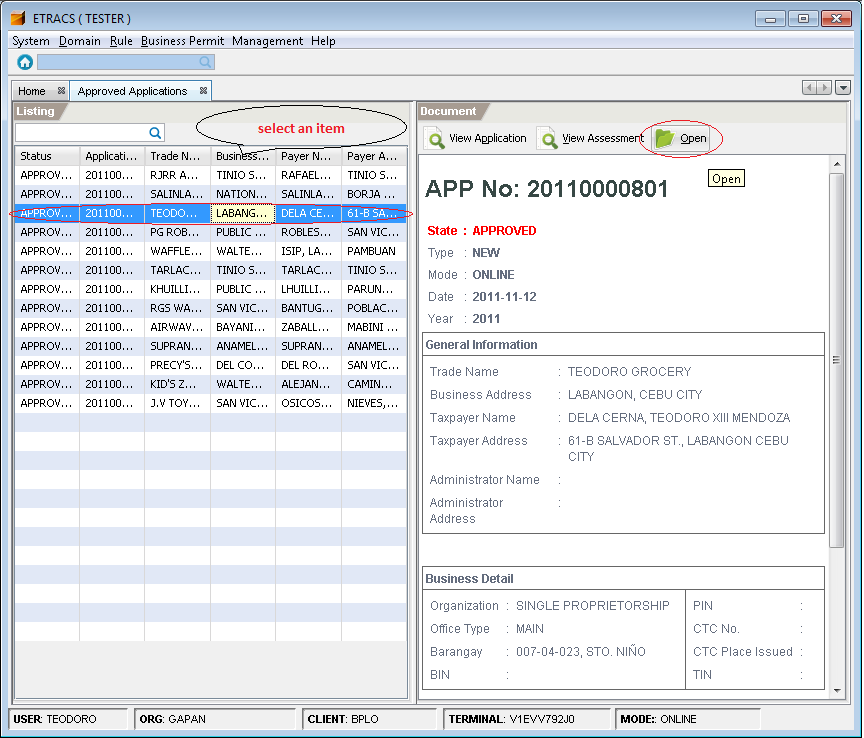 ETRACS ( TESTER )
System Domain Rule Business Permit Management Help
Home Approved Applications
Listing
select an item
Status Applicati... Trade N... Business... Payer N... Payer A...
APPROV... 201100... RJRR A... TINIO S... RAFAEL... TINIO S...
APPROV... 201100... SALINLA... NATION... SALINLA... BORJA ...
APPROV... 201100... TEODO... LABANG... DELA CE... 61-B SA...
APPROV... 201100... PG ROB... PUBLIC ... ROBLES... SAN VIC...
APPROV... 201100... WAFFLE... WALTE... ISIP, LA... PAMBUAN
APPROV... 201100... TARLAC... TINIO S... TARLAC... TINIO S...
APPROV... 201100... KHUILLI... PUBLIC ... LHUILLI... PARUN...
APPROV... 201100... RGS WA... SAN VIC... BANTUG... POBLAC...
APPROV... 201100... AIRWAV... BAYANI... ZABALL... MABINI ...
APPROV... 201100... SUPRAN... ANAMEL... SUPRAN... ANAMEL...
APPROV... 201100... PRECY'S... DEL CO... DEL RO... SAN VIC...
APPROV... 201100... KID'S Z... WALTE... ALEJAN... CAMIN...
APPROV... 201100... J.V TOY... SAN VIC... OSICOS... NIEVES,...
Document
View Application View Assessment Open
Open
APP No: 20110000801
State : APPROVED
Type : NEW
Mode : ONLINE
Date : 2011-11-12
Year : 2011
General Information
Trade Name : TEODORO GROCERY
Business Address : LABANGON, CEBU CITY
Taxpayer Name : DELA CERNA, TEODORO XIII MENDOZA
Taxpayer Address : 61-B SALVADOR ST., LABANGON CEBU
CITY
Administrator Name :
Administrator :
Address
Business Detail
Organization : SINGLE PROPRIETORSHIP PIN :
Office Type : MAIN CTC No. :
Barangay : 007-04-023, STO. NIÑO CTC Place Issued :
BIN : TIN :
USER: TEODORO ORG: GAPAN CLIENT: BPLO TERMINAL: V1EVV792J0 MODE:: ONLINE